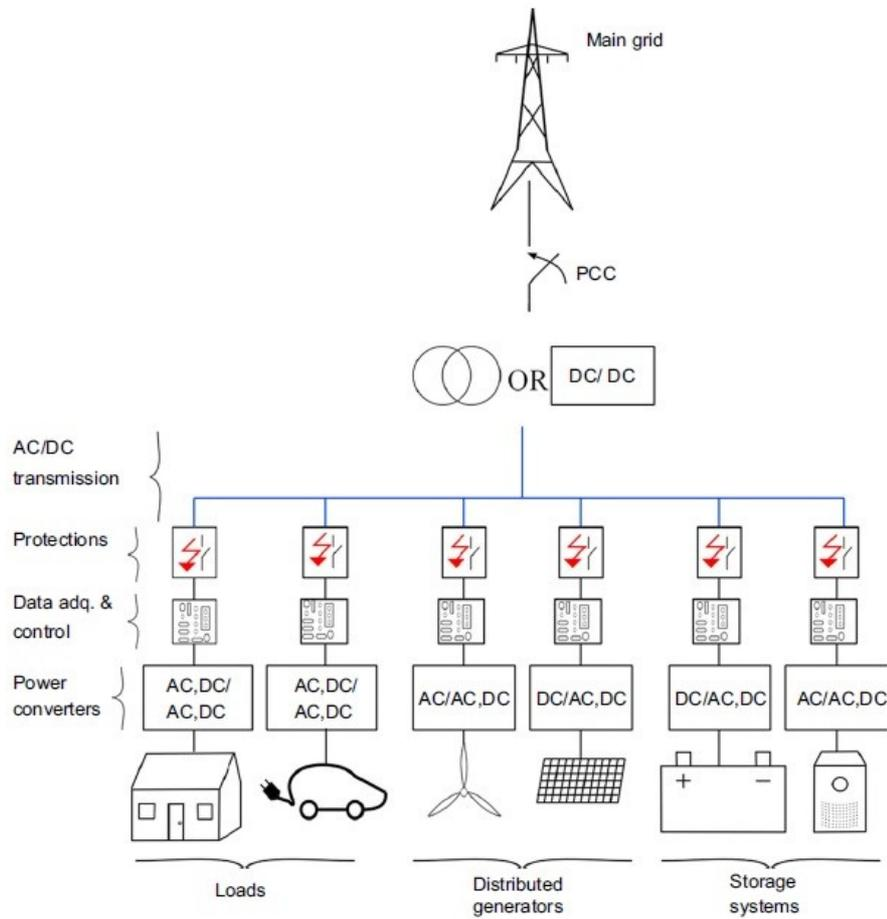 Main grid
PCC
OR
DC/ DC
AC/DC
transmission
Protections
Data adq. &
control
Power
converters
AC,DC/
AC,DC
AC,DC/
AC,DC
AC/AC,DC
DC/AC,DC
DC/AC,DC
AC/AC,DC
+
−
Loads
Distributed
generators
Storage
systems